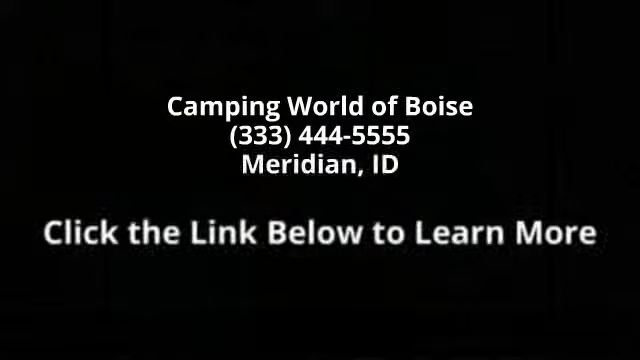 Camping World of Boise
(333) 444-5555
Meridian, ID
Click the Link Below to Learn More